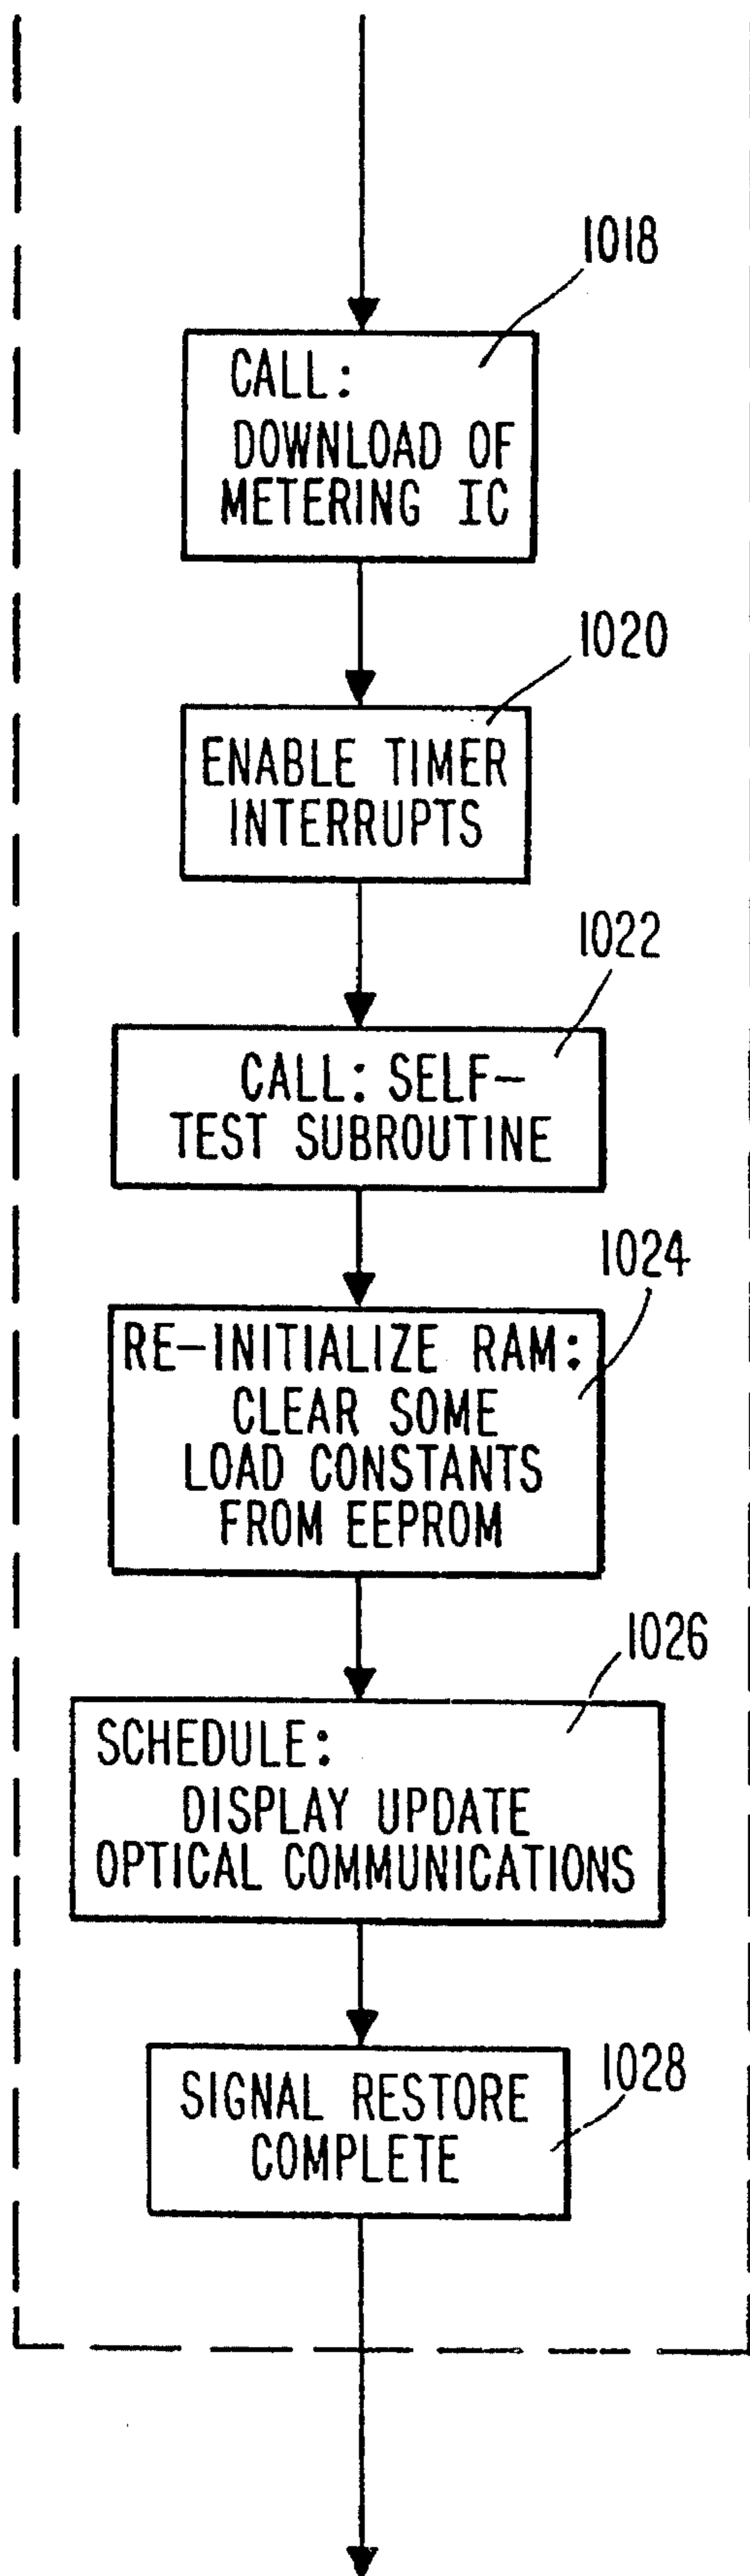 1018
CALL:
DOWNLOAD OF
METERING IC
1020
ENABLE TIMER
INTERRUPTS
1022
CALL: SELF-
TEST SUBROUTINE
1024
RE-INITIALIZE RAM:
CLEAR SOME
LOAD CONSTANTS
FROM EEPROM
1026
SCHEDULE:
DISPLAY UPDATE
OPTICAL COMMUNICATIONS
1028
SIGNAL RESTORE
COMPLETE